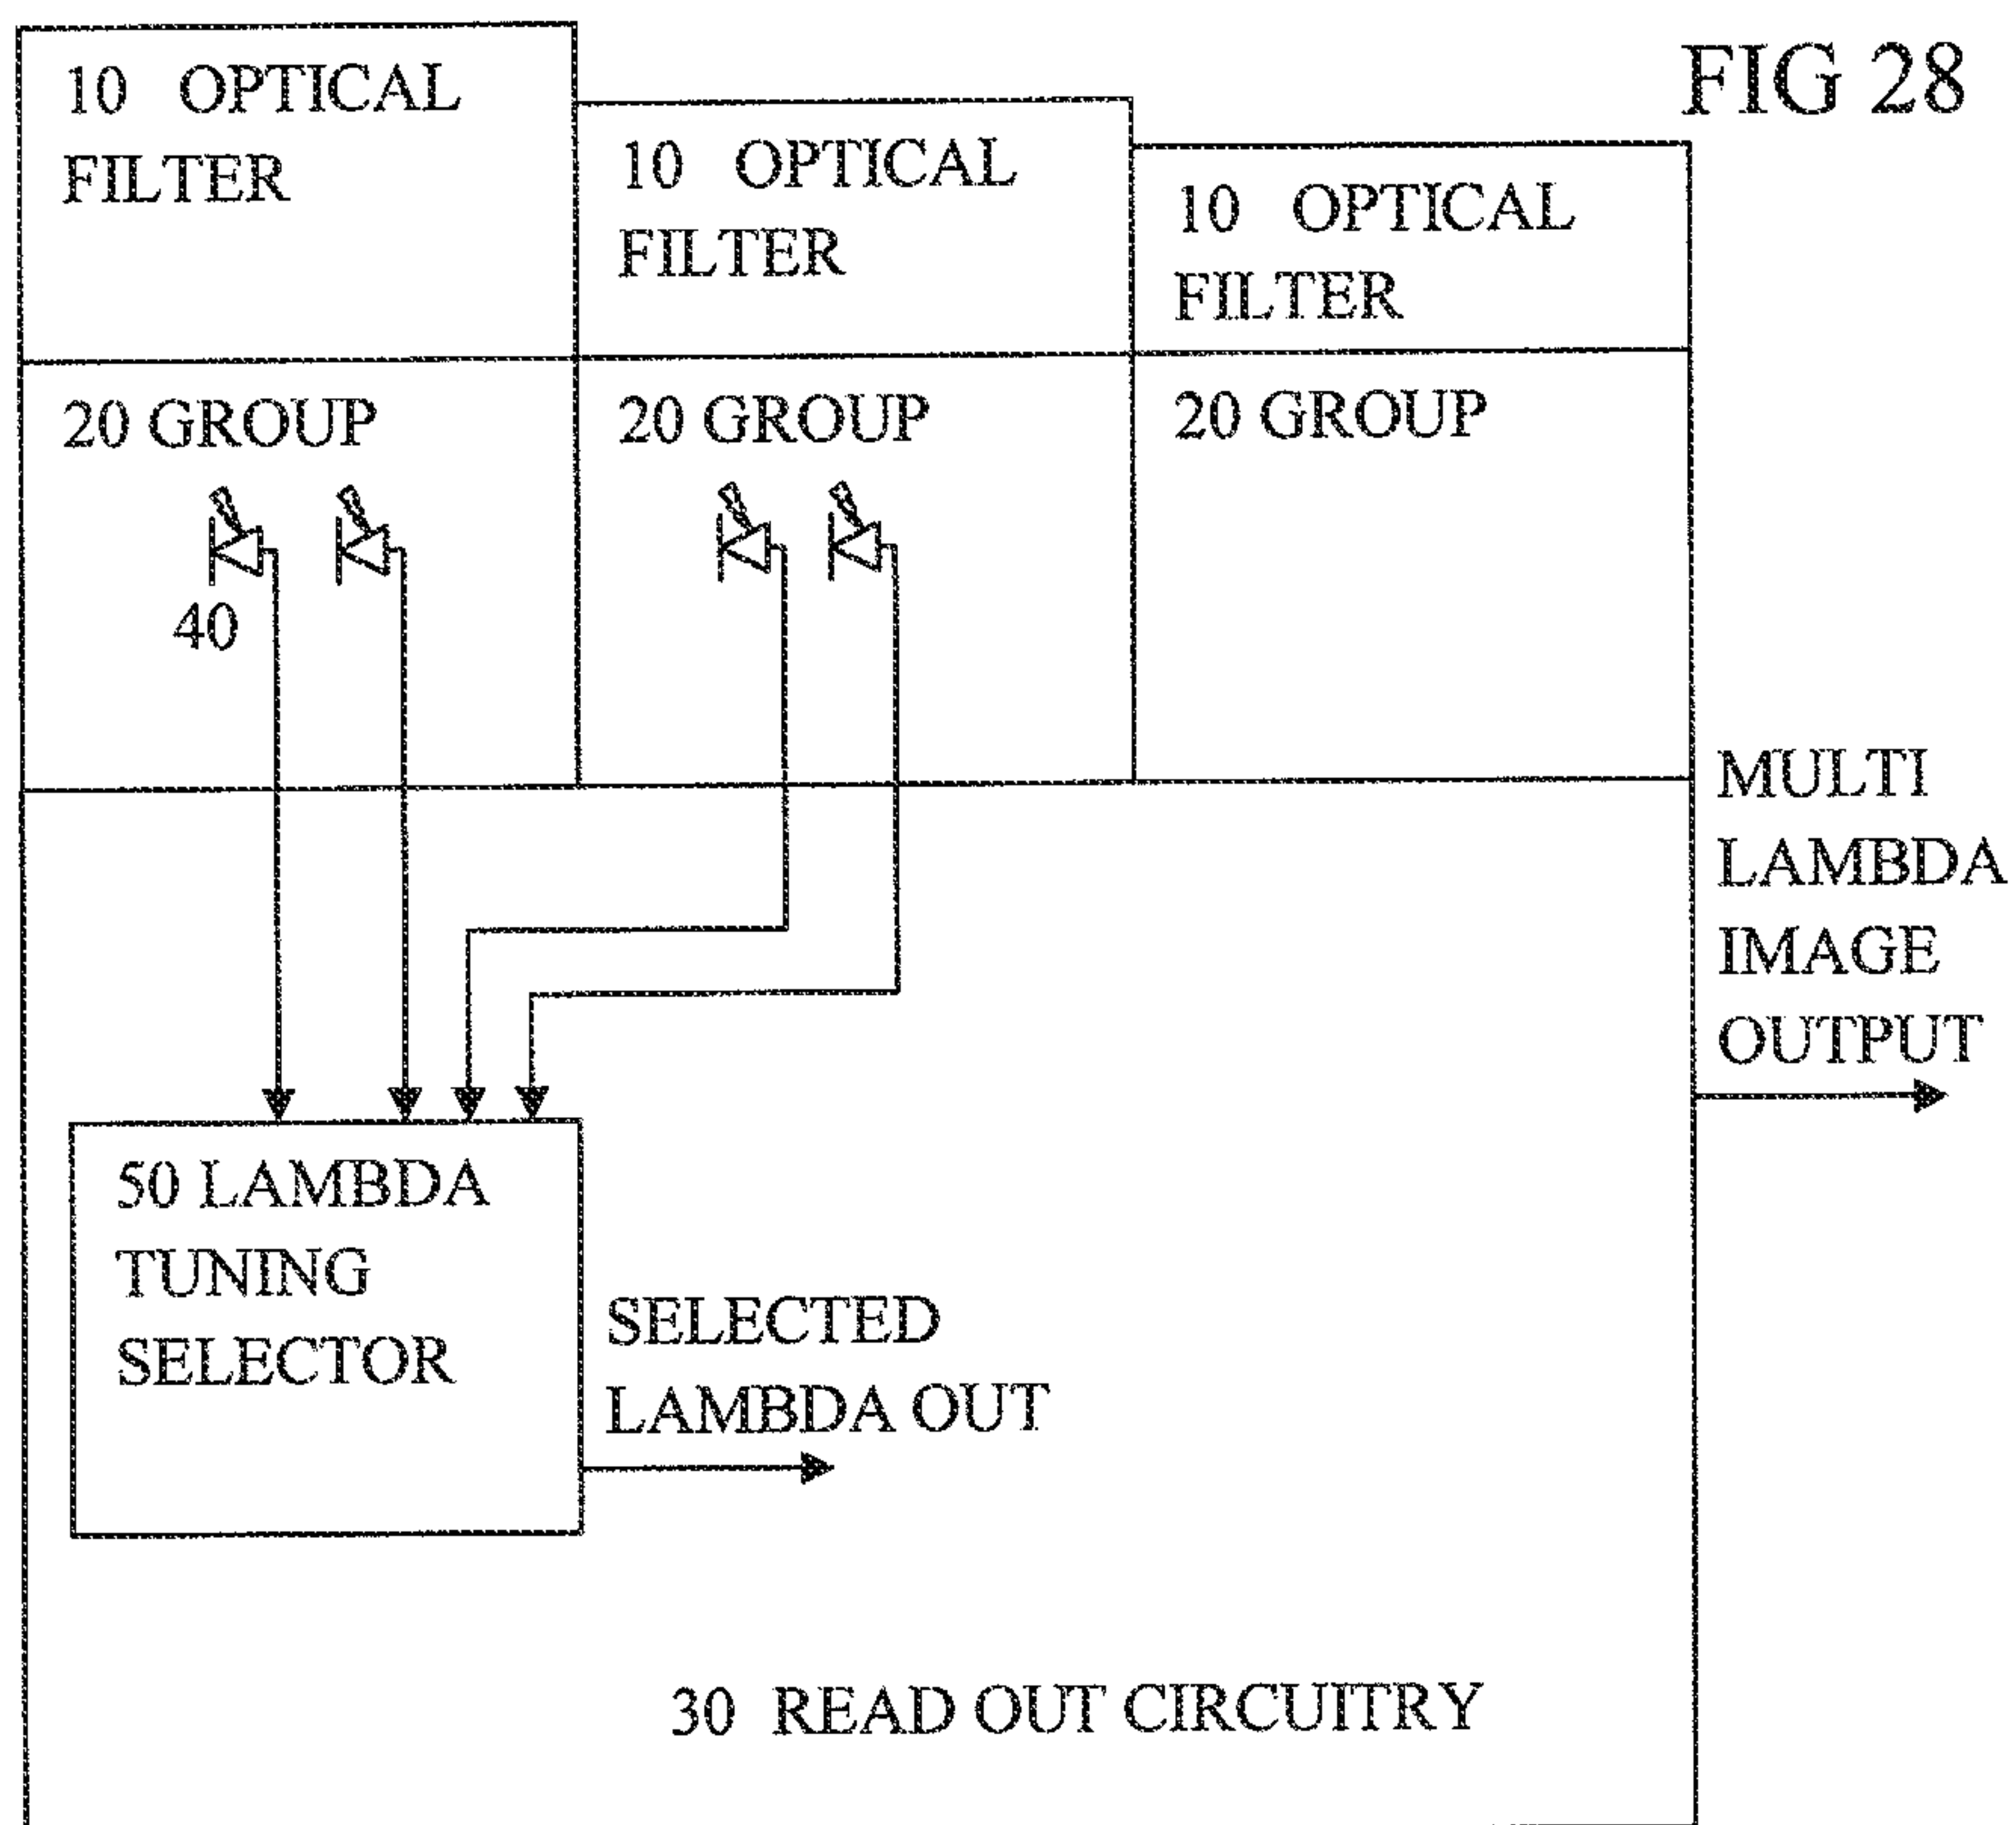 FIG 28
10 OPTICAL
FILTER
10 OPTICAL
FILTER
10 OPTICAL
FILTER
20 GROUP
20 GROUP
20 GROUP
40
MULTI
LAMBDA
IMAGE
OUTPUT
50 LAMBDA
TUNING
SELECTOR
SELECTED
LAMBDA OUT
30 READ OUT CIRCUITRY